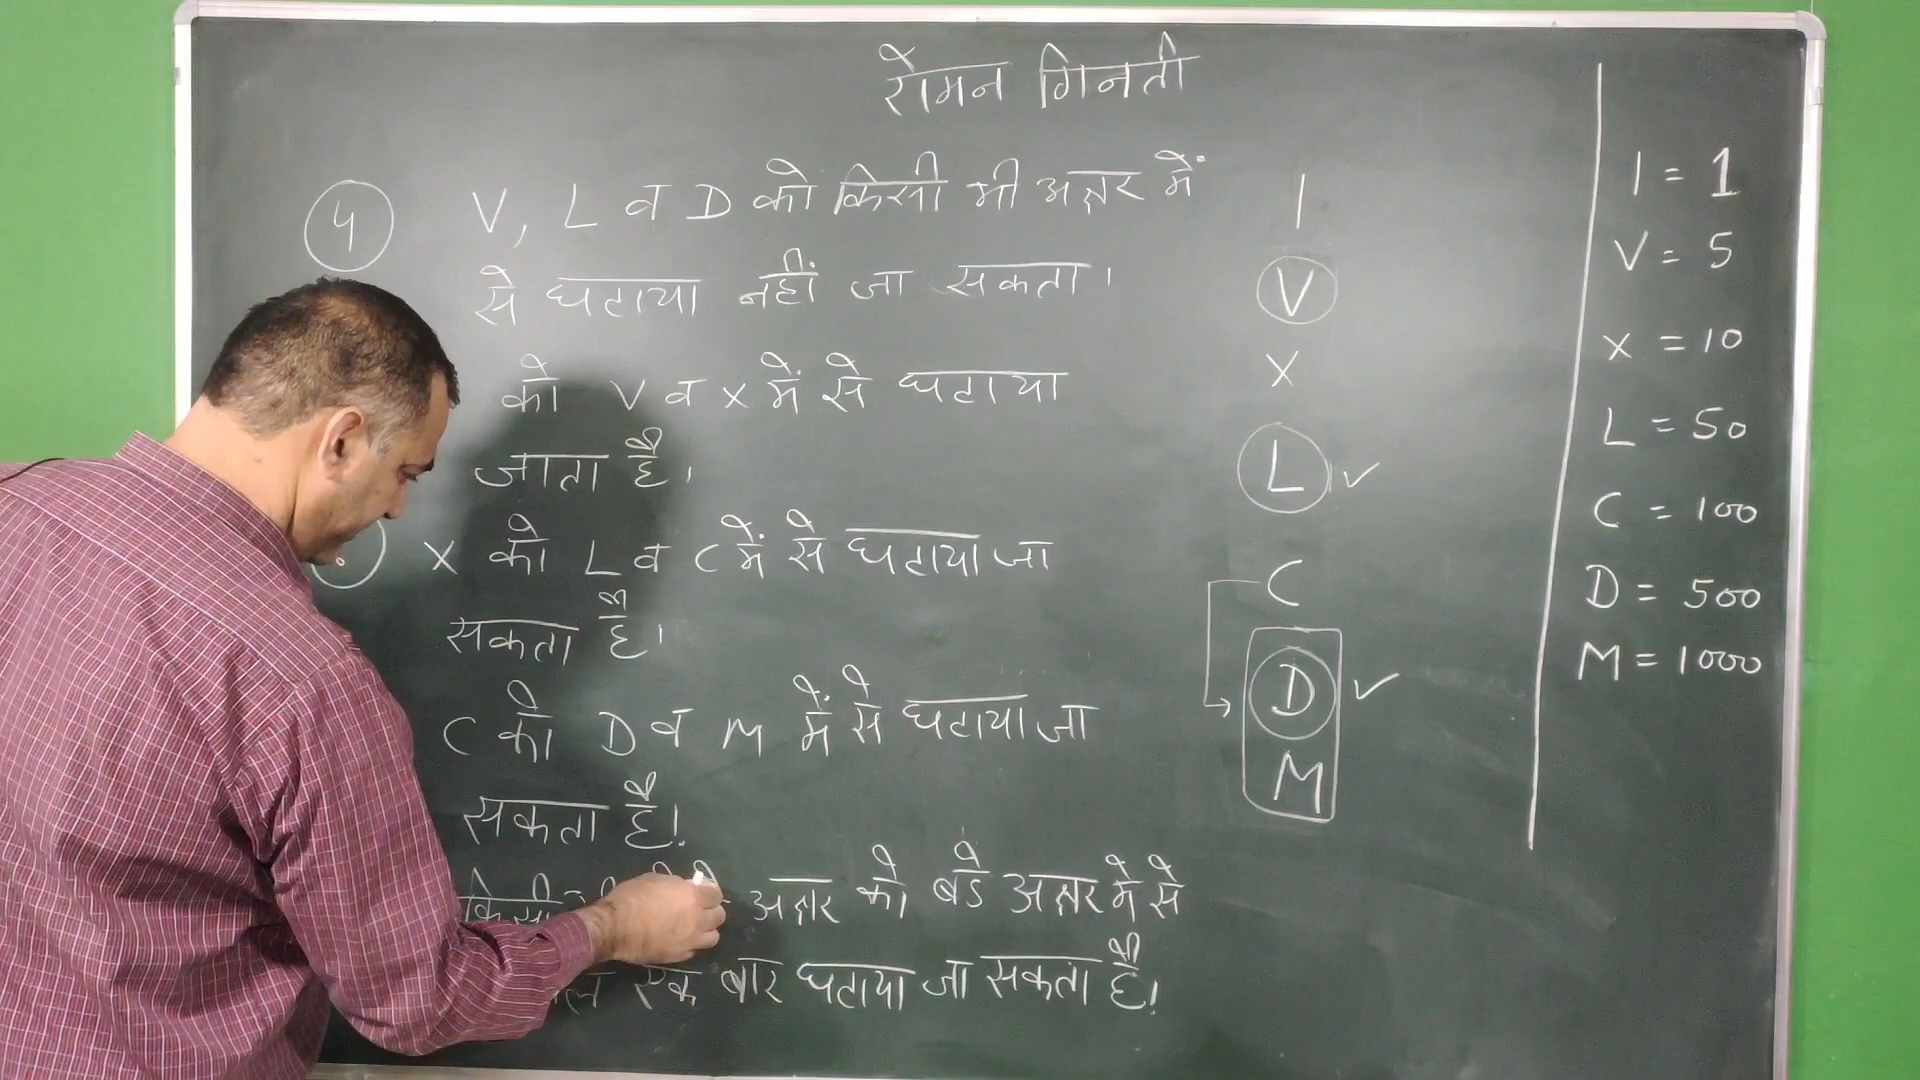 रोमन गिनती
4 V, L व D को किसी भी अक्षर में
से घटाया नहीं जा सकता।
को V व X में से घटाया
जाता है।
X को L व C में से घटाया जा
सकता है।
C को D व M में से घटाया जा
सकता है।
किसी अक्षर को बडे अक्षर में से
एक बार घटाया जा सकता है।
I
V
X
L ✓
C
D ✓
M
I = 1
V = 5
X = 10
L = 50
C = 100
D = 500
M = 1000